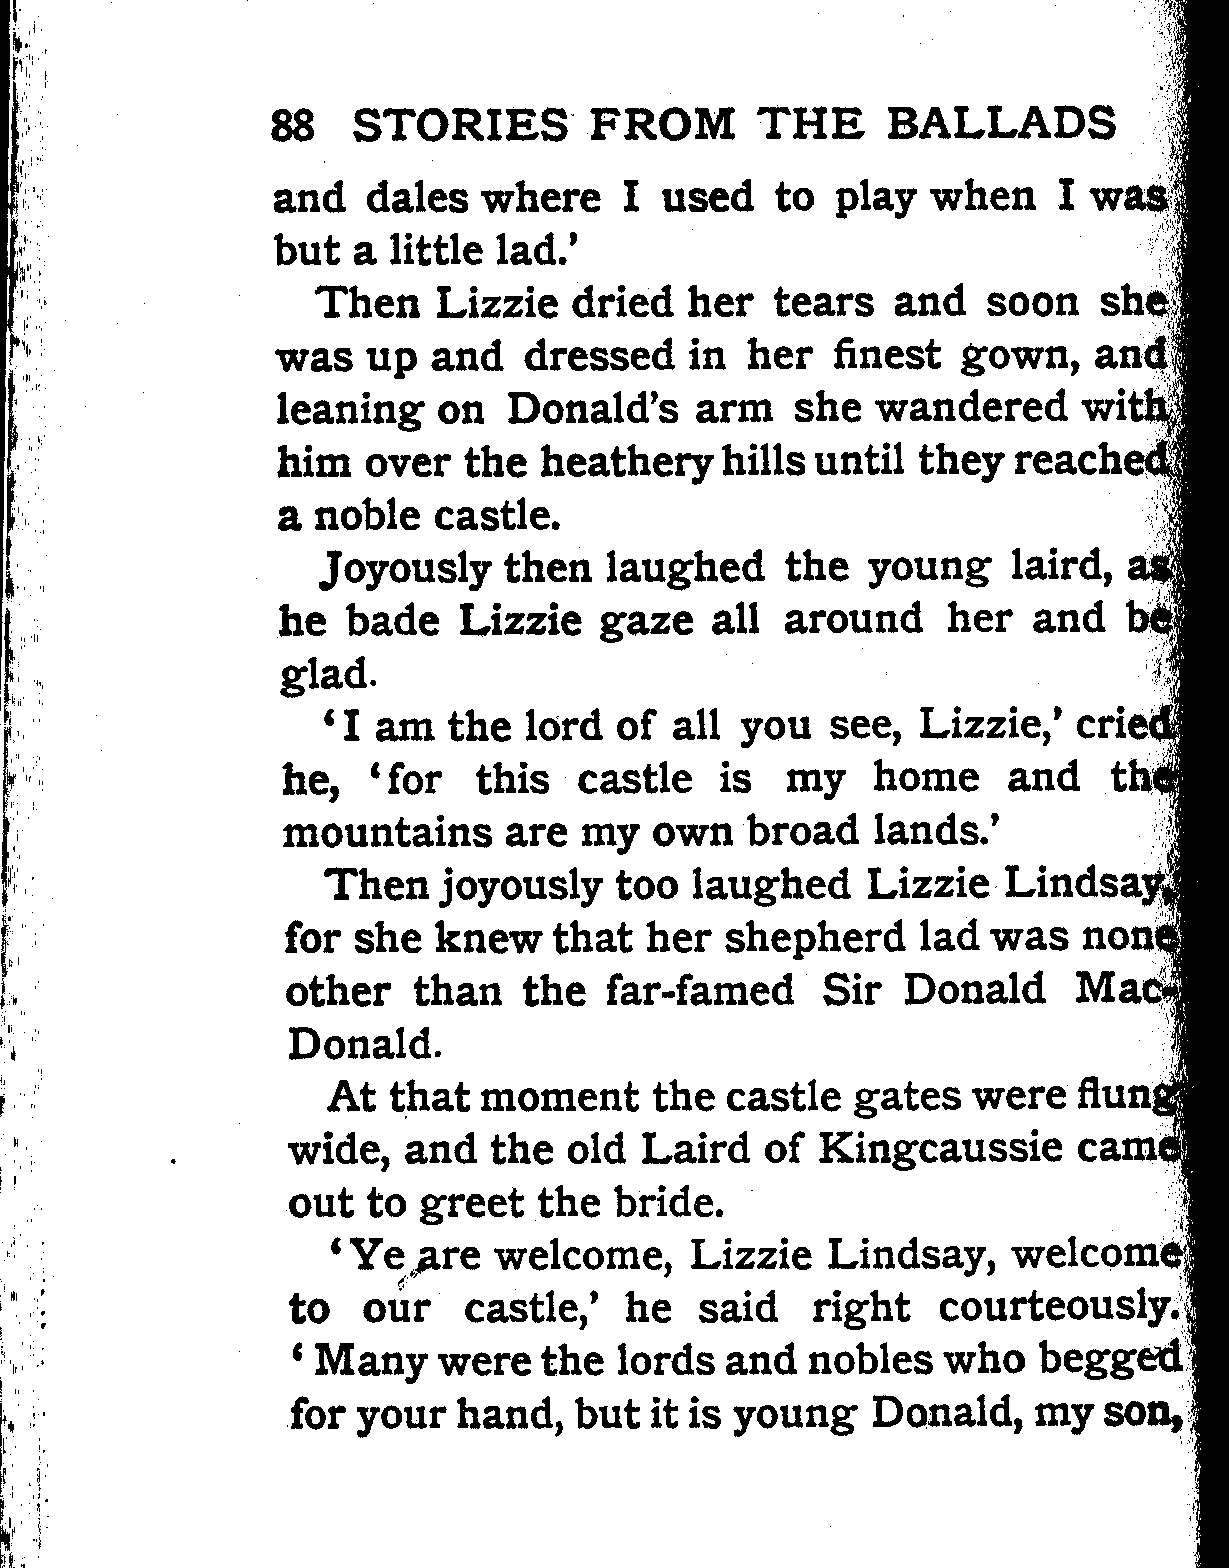 88 STORIES FROM THE BALLADS
and dales where I used to play when I was
but a little lad.’
Then Lizzie dried her tears and soon she
was up and dressed in her finest gown, and
leaning on Donald’s arm she wandered with
him over the heathery hills until they reached
a noble castle.
Joyously then laughed the young laird, as
he bade Lizzie gaze all around her and be
glad.
‘I am the lord of all you see, Lizzie,’ cried
he, ‘for this castle is my home and the
mountains are my own broad lands.’
Then joyously too laughed Lizzie Lindsay,
for she knew that her shepherd lad was none
other than the far-famed Sir Donald Mac-
Donald.
At that moment the castle gates were flung
wide, and the old Laird of Kingcaussie came
out to greet the bride.
‘Ye are welcome, Lizzie Lindsay, welcome
to our castle,’ he said right courteously.
‘Many were the lords and nobles who begged
for your hand, but it is young Donald, my son,